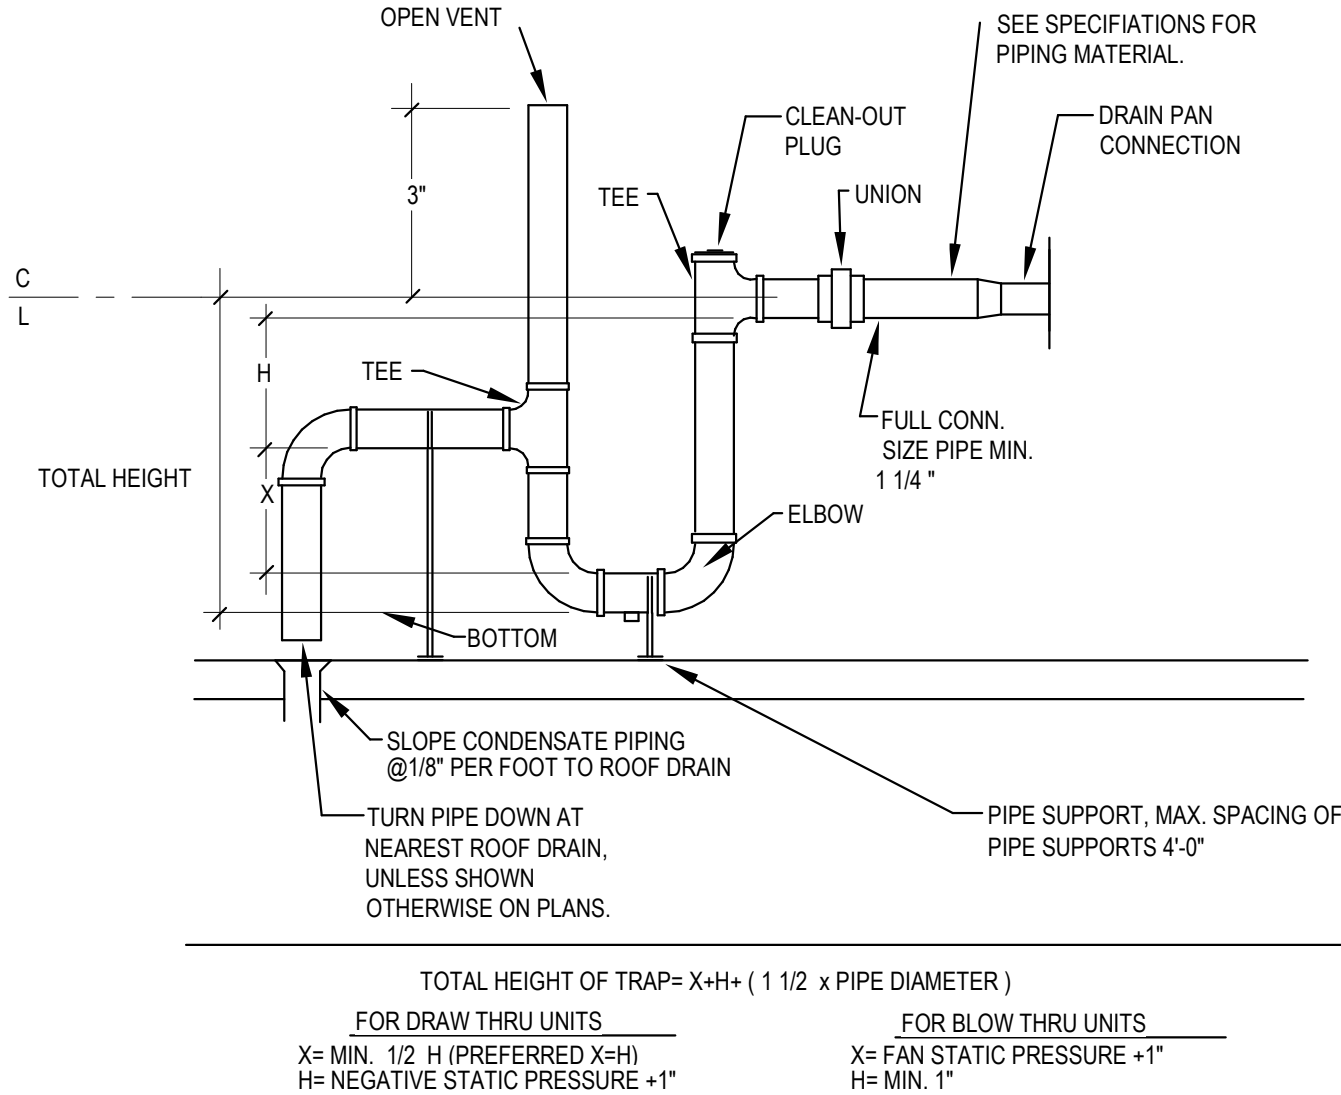 OPEN VENT
SEE SPECIFIATIONS FOR
PIPING MATERIAL.
CLEAN-OUT
PLUG
DRAIN PAN
CONNECTION
3"
TEE
UNION
C
L
H
TEE
FULL CONN.
SIZE PIPE MIN.
1 1/4 "
TOTAL HEIGHT
X
ELBOW
BOTTOM
SLOPE CONDENSATE PIPING
@1/8" PER FOOT TO ROOF DRAIN
TURN PIPE DOWN AT
NEAREST ROOF DRAIN,
UNLESS SHOWN
OTHERWISE ON PLANS.
PIPE SUPPORT, MAX. SPACING OF
PIPE SUPPORTS 4'-0"
TOTAL HEIGHT OF TRAP= X+H+ ( 1 1/2 x PIPE DIAMETER )
FOR DRAW THRU UNITS
X= MIN. 1/2 H (PREFERRED X=H)
H= NEGATIVE STATIC PRESSURE +1"
FOR BLOW THRU UNITS
X= FAN STATIC PRESSURE +1"
H= MIN. 1"